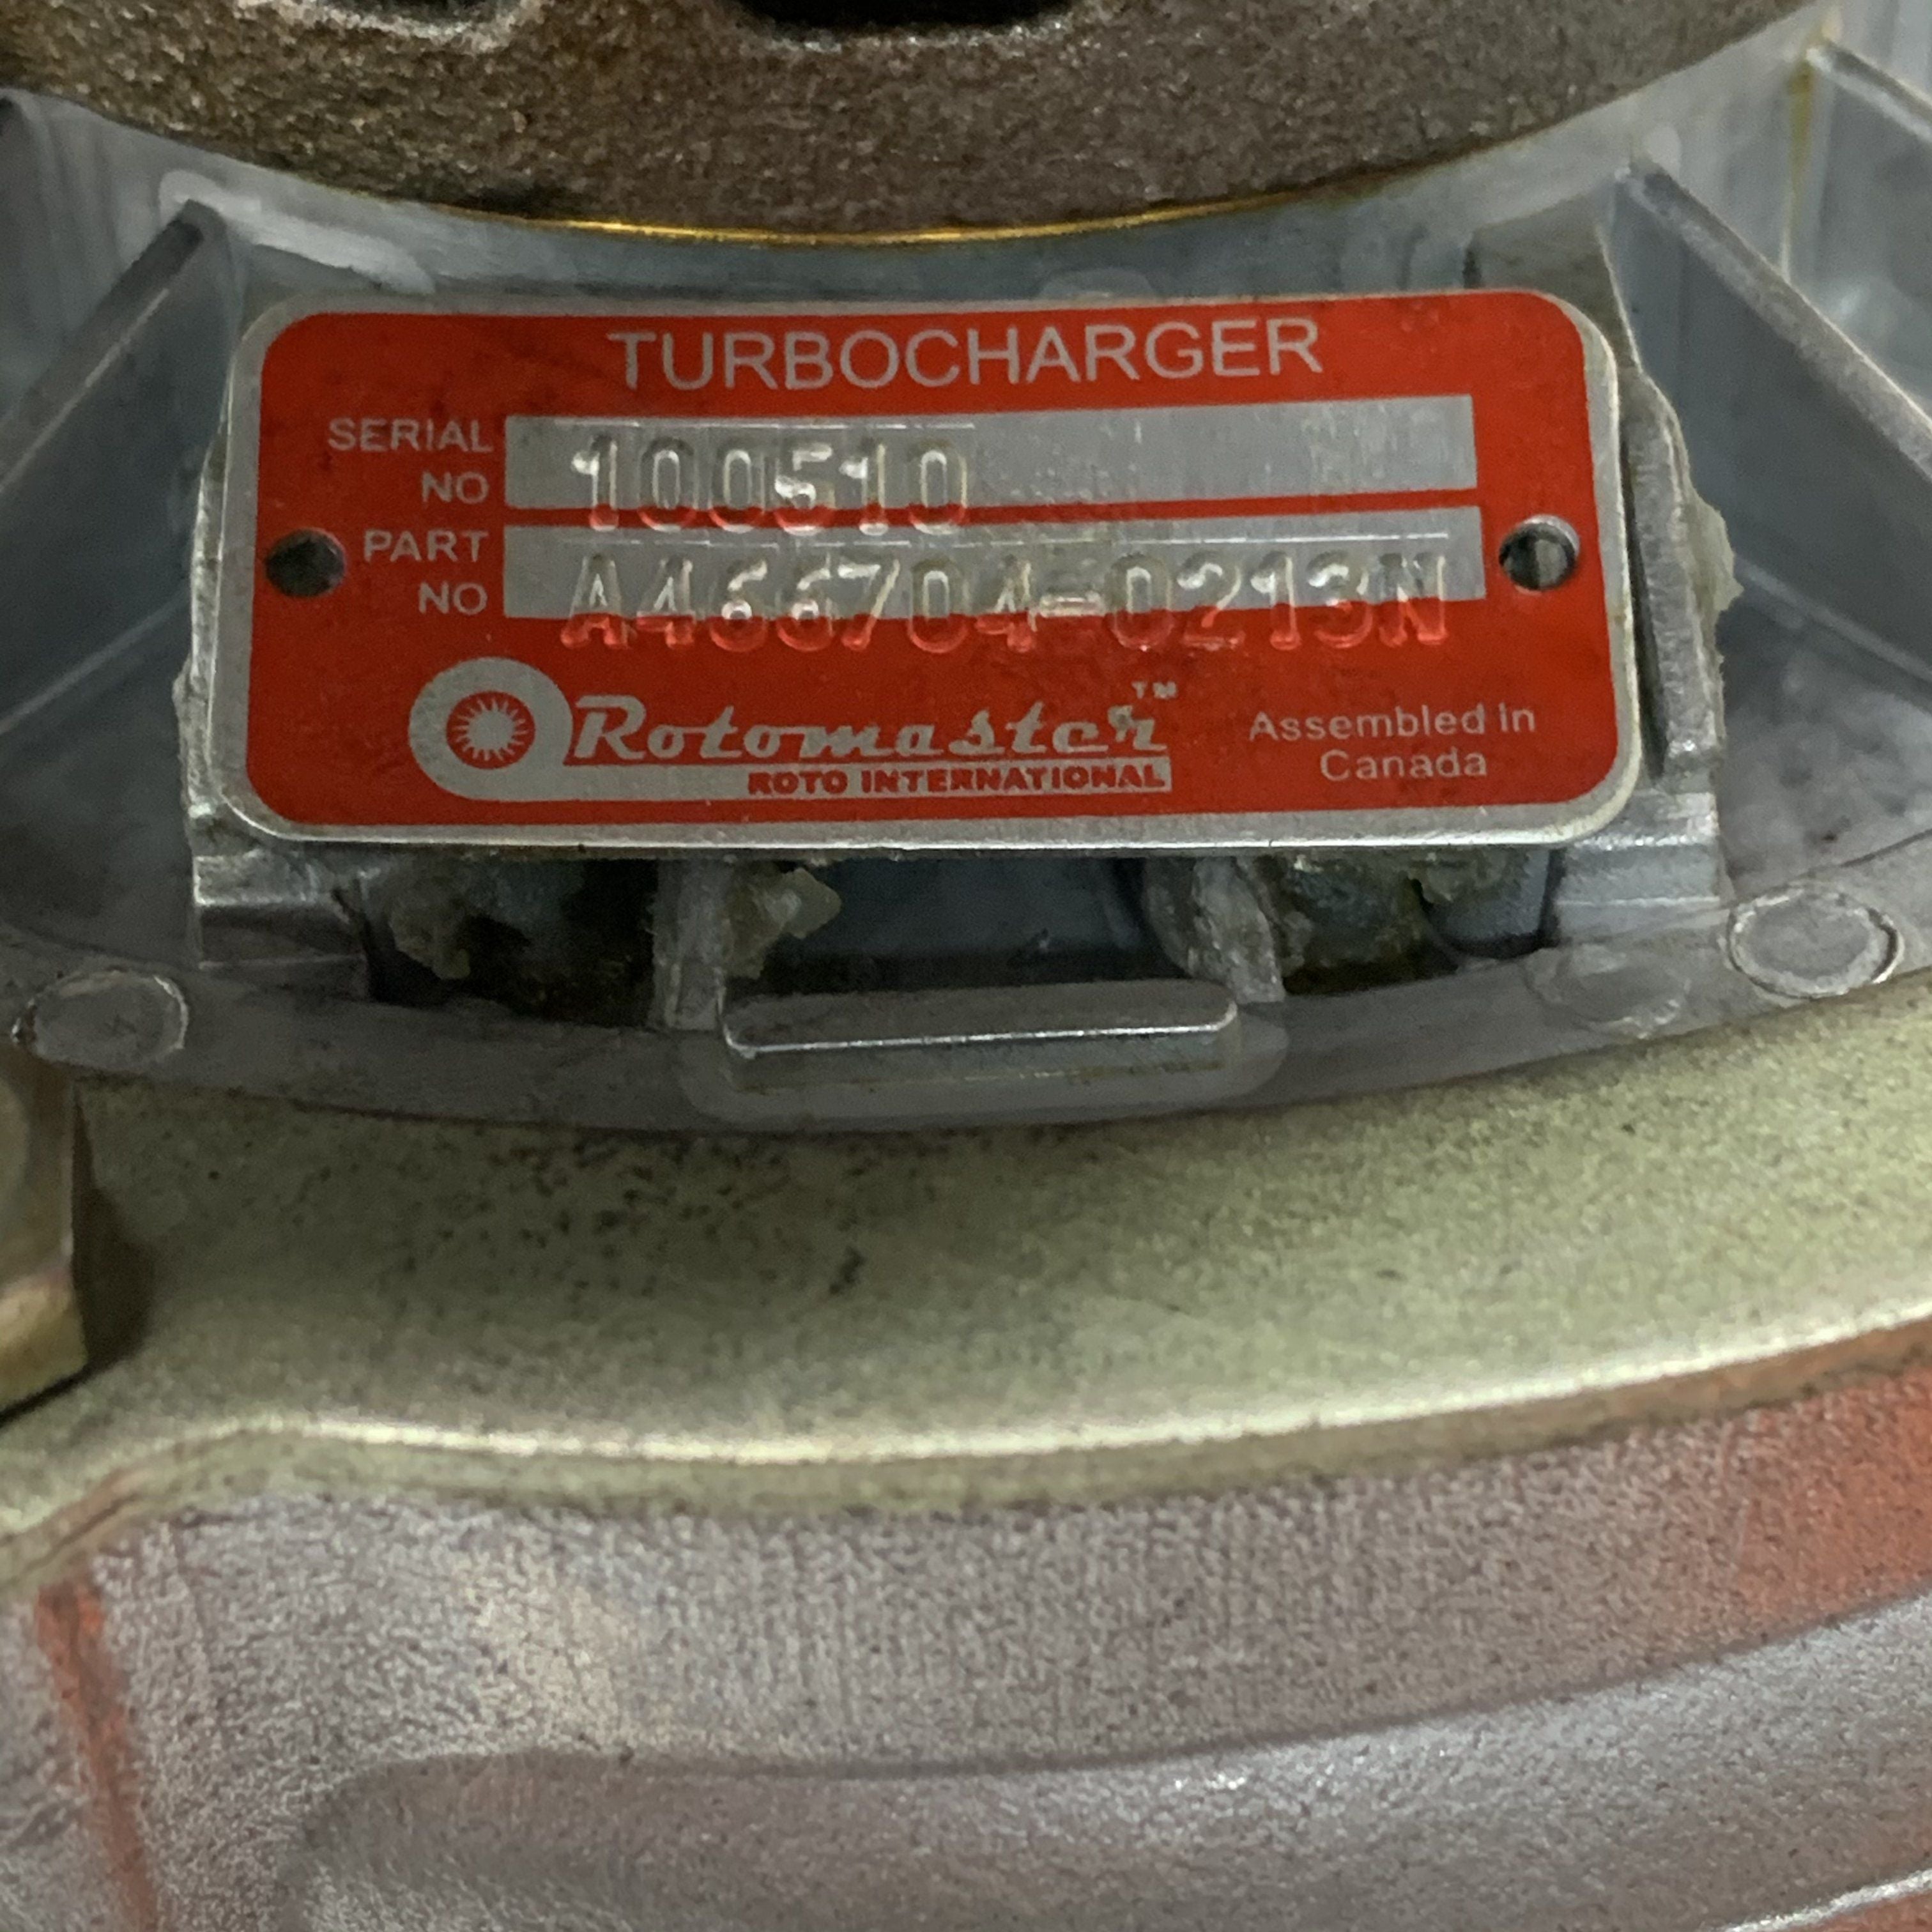 TURBOCHARGER
SERIAL NO 100510
PART NO A466704-0213N
Rotomaster™
ROTO INTERNATIONAL
Assembled in
Canada